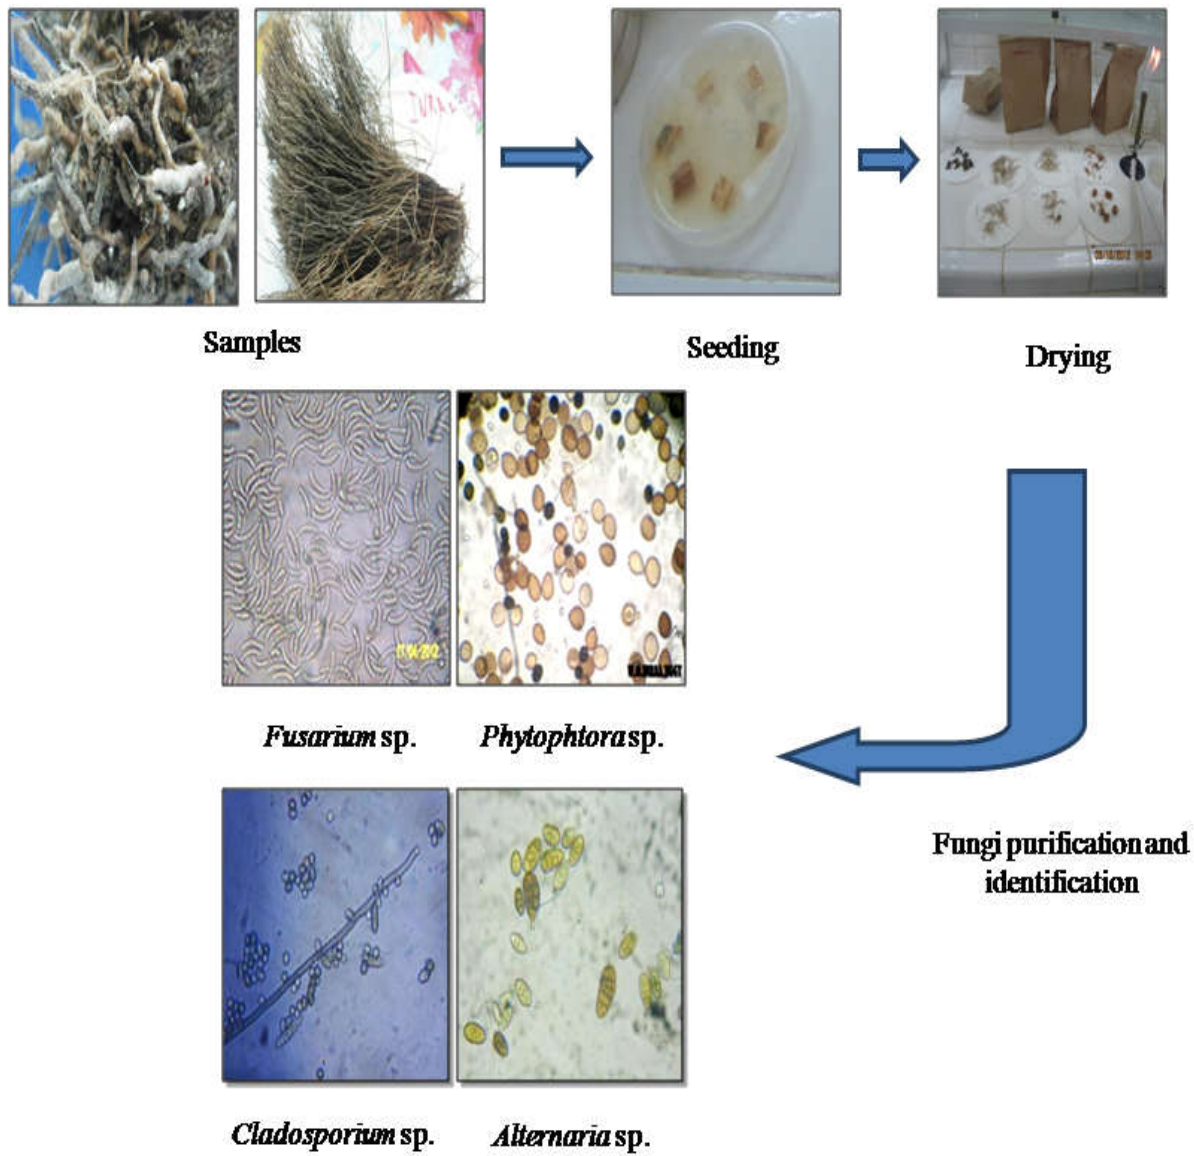 Samples
Seeding
Drying
Fusarium sp.
Phytophtora sp.
Fungi purification and
identification
Cladosporium sp.
Alternaria sp.